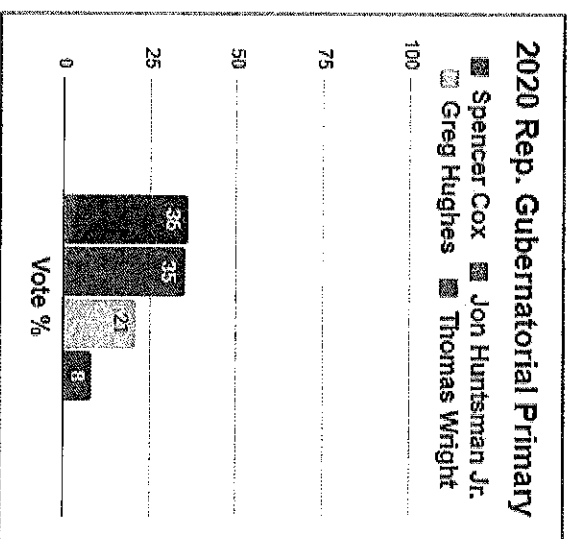 2020 Rep. Gubernatorial Primary
Spencer Cox Jon Huntsman Jr.
Greg Hughes Thomas Wright
100
75
50
25
0
36 35 21 8
Vote %